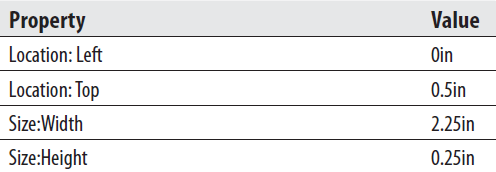 Property Value
Location: Left 0in
Location: Top 0.5in
Size:Width 2.25in
Size:Height 0.25in